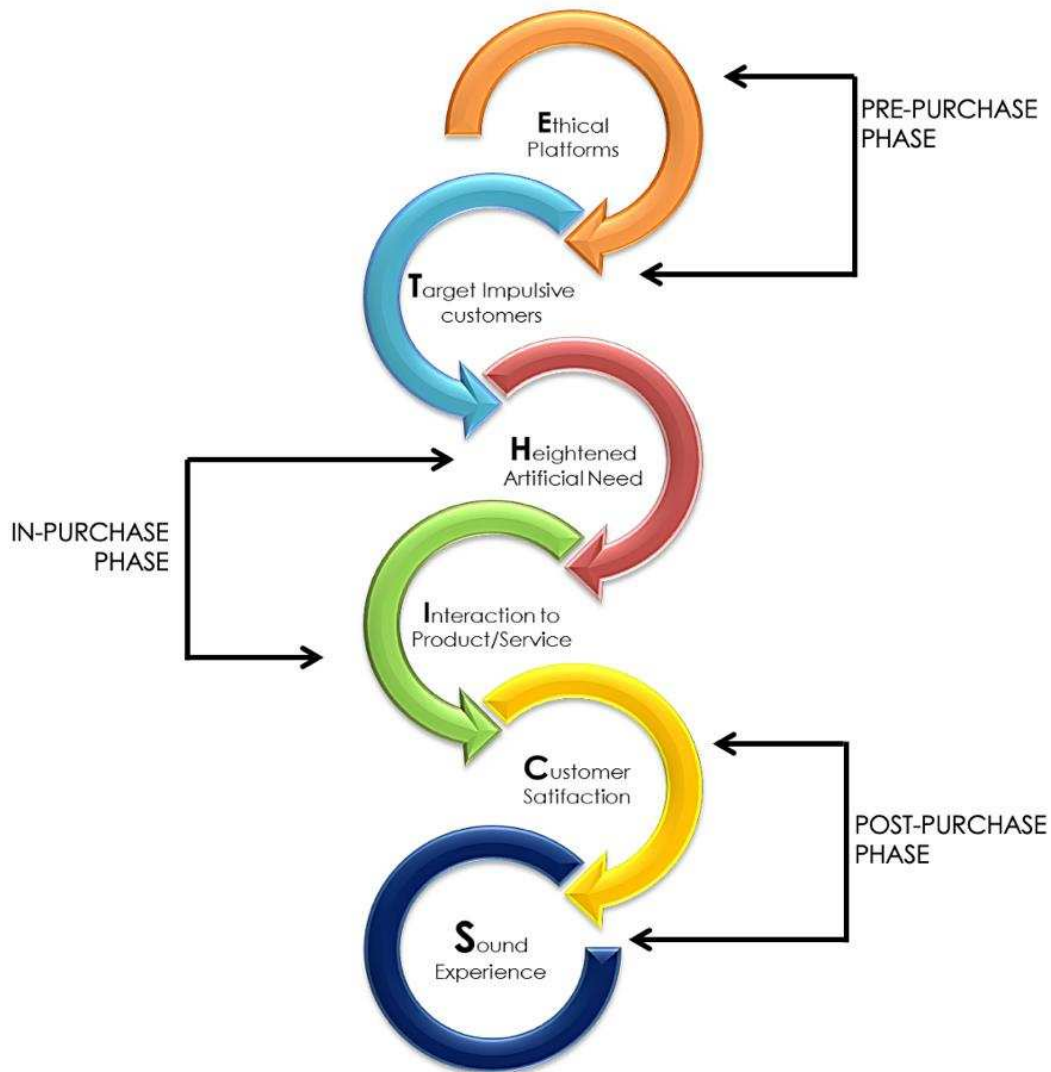 Ethical
Platforms
PRE-PURCHASE
PHASE
Target Impulsive
customers
Heightened
Artificial Need
IN-PURCHASE
PHASE
Interaction to
Product/Service
Customer
Satifaction
POST-PURCHASE
PHASE
Sound
Experience